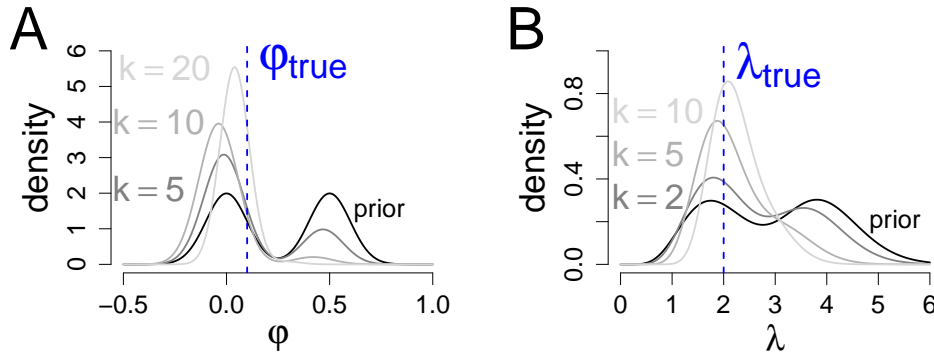 A
density
0
1
2
3
4
5
6
k = 20
k = 10
k = 5
φtrue
prior
−0.5
0.0
0.5
1.0
φ
B
density
0.0
0.4
0.8
k = 10
k = 5
k = 2
λtrue
prior
0
1
2
3
4
5
6
λ